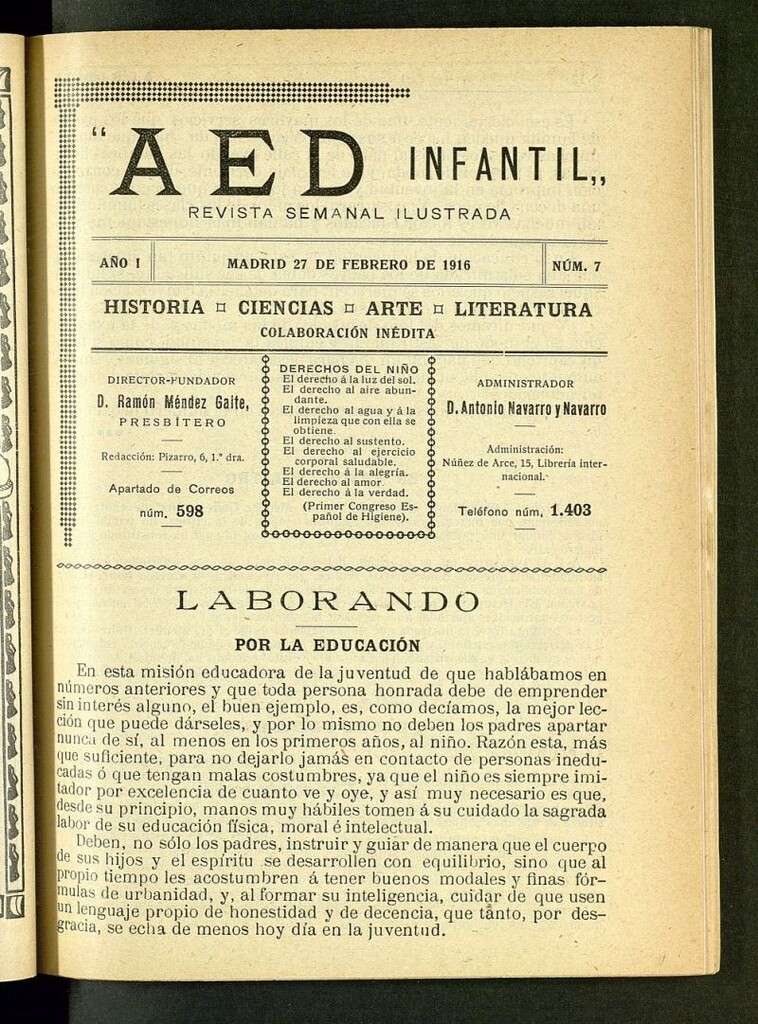 “AED INFANTIL„
REVISTA SEMANAL ILUSTRADA
AÑO I
MADRID 27 DE FEBRERO DE 1916
NÚM. 7
HISTORIA ¤ CIENCIAS ¤ ARTE ¤ LITERATURA
COLABORACIÓN INÉDITA
DIRECTOR-FUNDADOR
D. Ramón Méndez Gaite,
PRESBÍTERO
Redacción: Pizarro, 6, 1.º dra.
Apartado de Correos
núm. 598
DERECHOS DEL NIÑO
El derecho á la luz del sol.
El derecho al aire abun-
dante.
El derecho al agua y á la
limpieza que con ella se
obtiene.
El derecho al sustento.
El derecho al ejercicio
corporal saludable.
El derecho á la alegría.
El derecho al amor.
El derecho á la verdad.
(Primer Congreso Es-
pañol de Higiene).
ADMINISTRADOR
D. Antonio Navarro y Navarro
Administración:
Núñez de Arce, 15, Librería inter-
nacional.
Teléfono núm, 1.403
LABORANDO
POR LA EDUCACIÓN
En esta misión educadora de la juventud de que hablábamos en
números anteriores y que toda persona honrada debe de emprender
sin interés alguno, el buen ejemplo, es, como decíamos, la mejor lec-
ción que puede dárseles, y por lo mismo no deben los padres apartar
nunca de sí, al menos en los primeros años, al niño. Razón esta, más
que suficiente, para no dejarlo jamás en contacto de personas inedu-
cadas ó que tengan malas costumbres, ya que el niño es siempre imi-
tador por excelencia de cuanto ve y oye, y así muy necesario es que,
desde su principio, manos muy hábiles tomen á su cuidado la sagrada
labor de su educación física, moral é intelectual.
Deben, no sólo los padres, instruir y guiar de manera que el cuerpo
de sus hijos y el espíritu se desarrollen con equilibrio, sino que al
propio tiempo les acostumbren á tener buenos modales y finas fór-
mulas de urbanidad, y, al formar su inteligencia, cuidar de que usen
un lenguaje propio de honestidad y de decencia, que tanto, por des-
gracia, se echa de menos hoy día en la juventud.